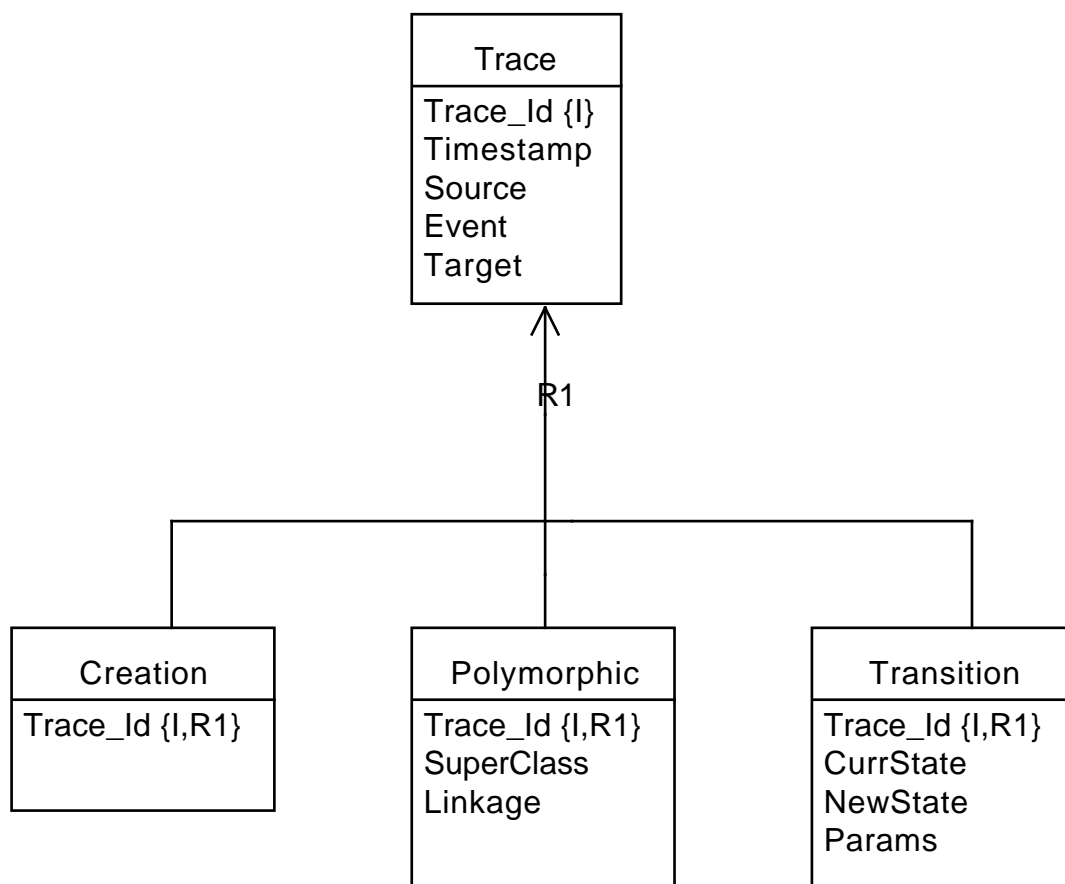 Trace
Trace_Id {I}
Timestamp
Source
Event
Target
R1
Creation
Trace_Id {I,R1}
Polymorphic
Trace_Id {I,R1}
SuperClass
Linkage
Transition
Trace_Id {I,R1}
CurrState
NewState
Params